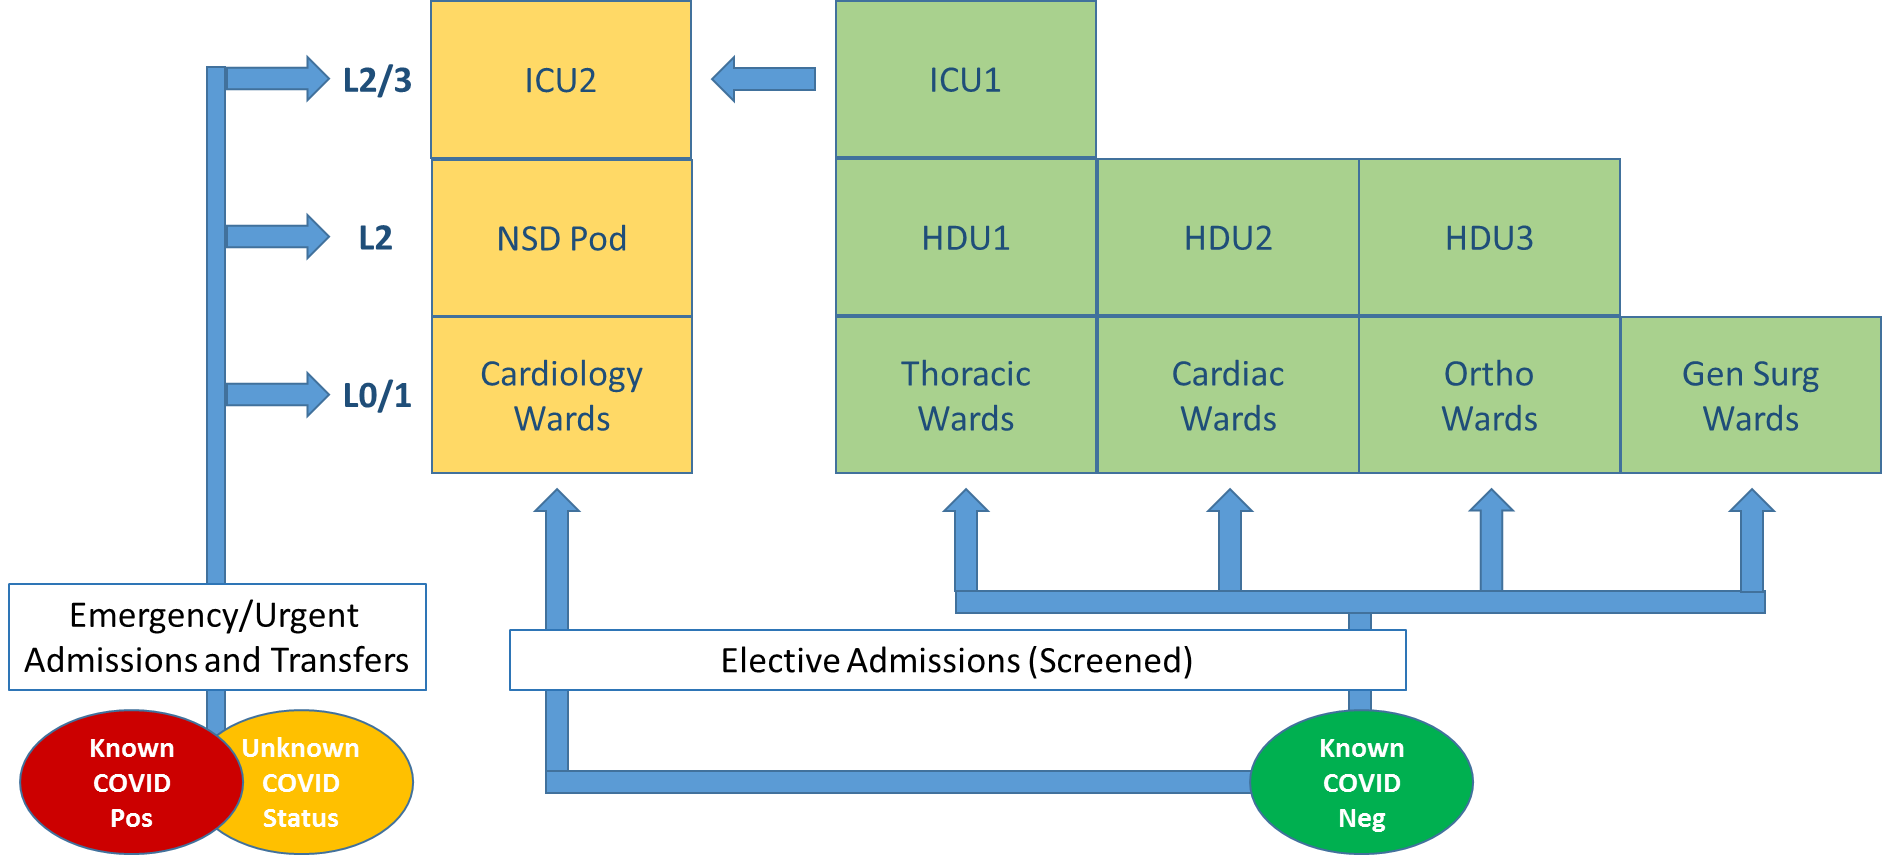 L2/3
ICU2
ICU1
L2
NSD Pod
HDU1
HDU2
HDU3
L0/1
Cardiology
Wards
Thoracic
Wards
Cardiac
Wards
Ortho
Wards
Gen Surg
Wards
Emergency/Urgent
Admissions and Transfers
Elective Admissions (Screened)
Known
COVID
Pos
Unknown
COVID
Status
Known
COVID
Neg